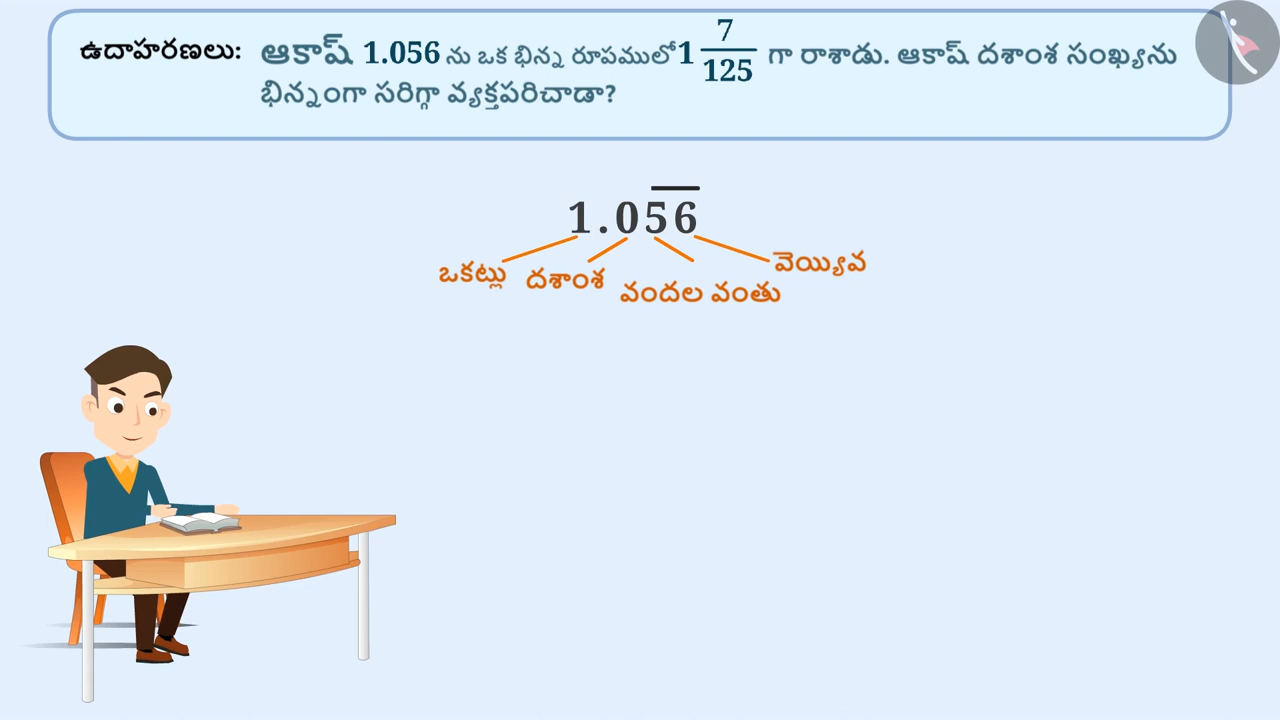 ఉదాహరణలు: ఆకాష్ 1.056 ను ఒక భిన్న రూపములో 1 7/125 గా రాశాడు. ఆకాష్ దశాంశ సంఖ్యను
భిన్నంగా సరిగ్గా వ్యక్తపరిచాడా?
1.056
ఒకట్లు దశాంశ వందల వంతు వెయ్యివ